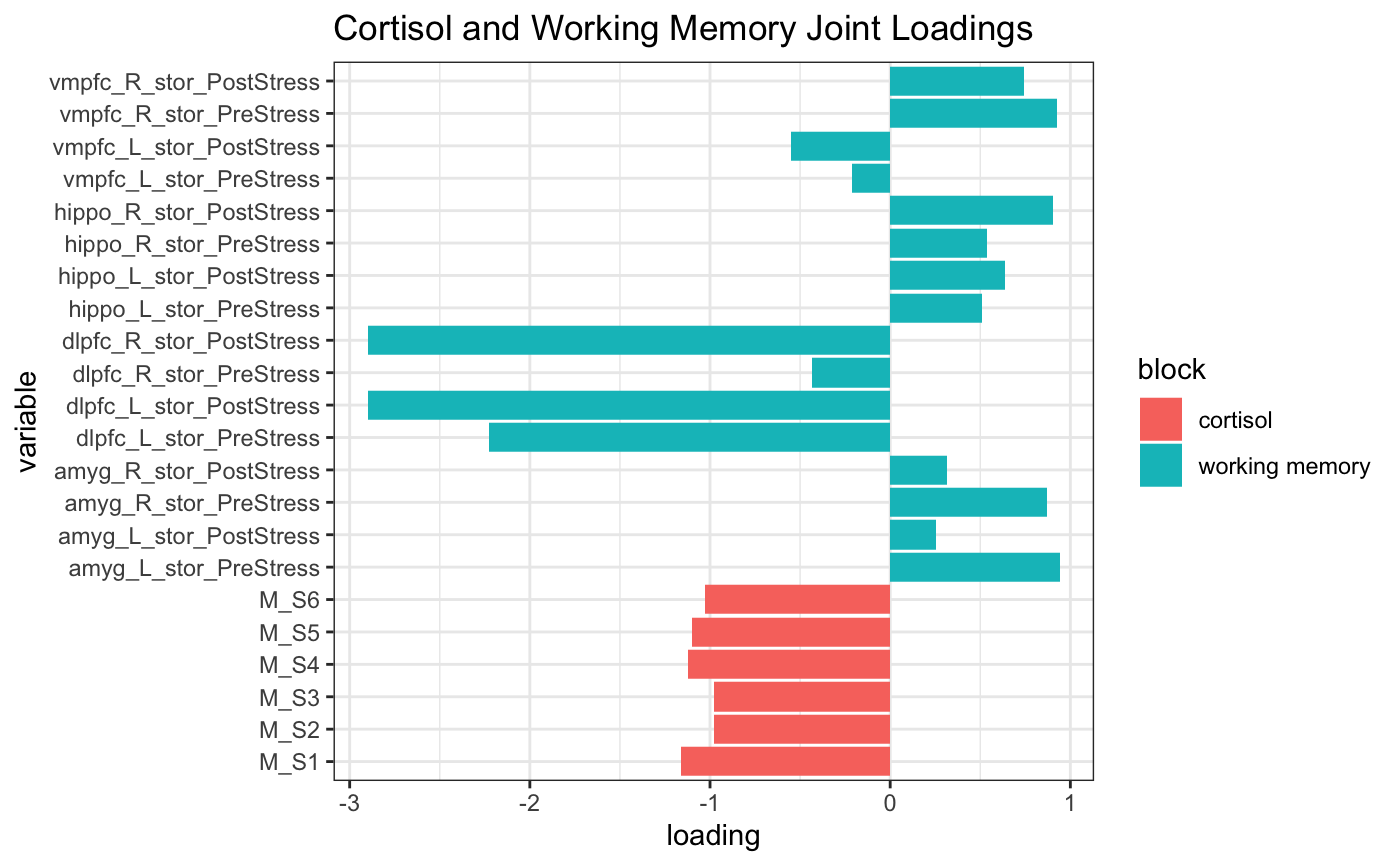 Cortisol and Working Memory Joint Loadings
variable
vmpfc_R_stor_PostStress
vmpfc_R_stor_PreStress
vmpfc_L_stor_PostStress
vmpfc_L_stor_PreStress
hippo_R_stor_PostStress
hippo_R_stor_PreStress
hippo_L_stor_PostStress
hippo_L_stor_PreStress
dlpfc_R_stor_PostStress
dlpfc_R_stor_PreStress
dlpfc_L_stor_PostStress
dlpfc_L_stor_PreStress
amyg_R_stor_PostStress
amyg_R_stor_PreStress
amyg_L_stor_PostStress
amyg_L_stor_PreStress
M_S6
M_S5
M_S4
M_S3
M_S2
M_S1
-3 -2 -1 0 1
loading
block
cortisol
working memory